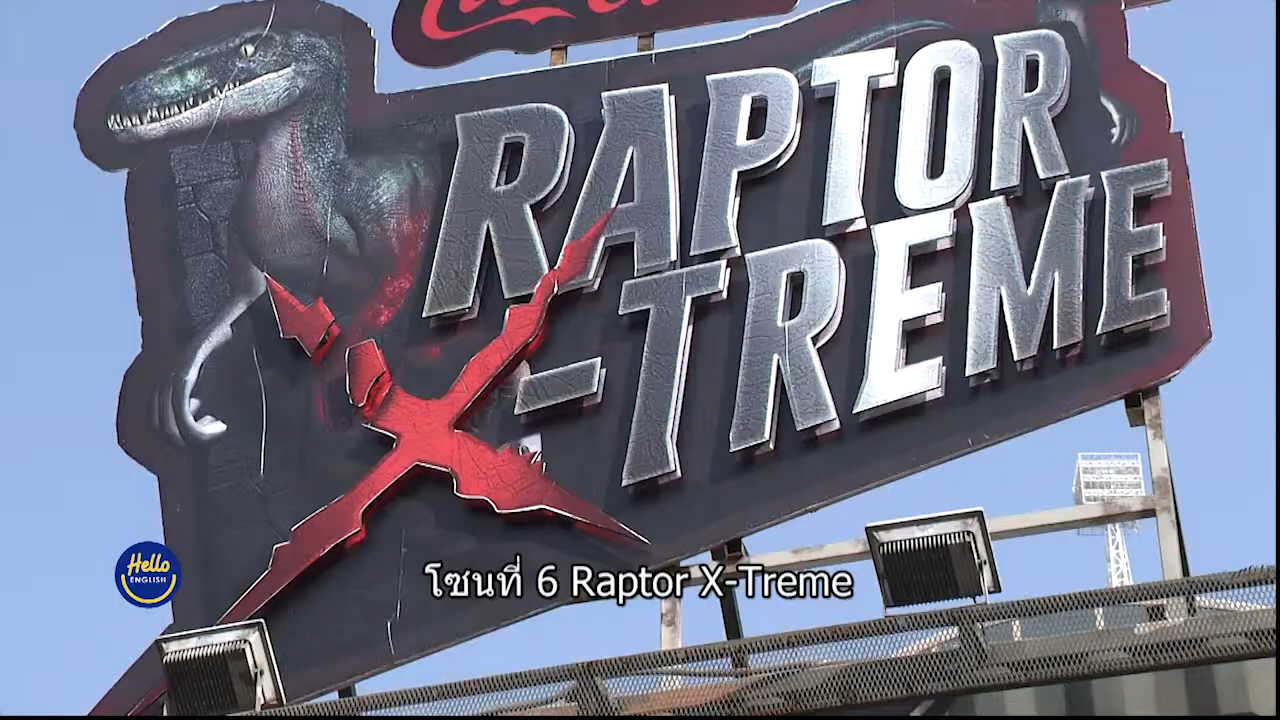 RAPTOR
X-TREME
Hello
ENGLISH
โซนที่ 6 Raptor X-Treme